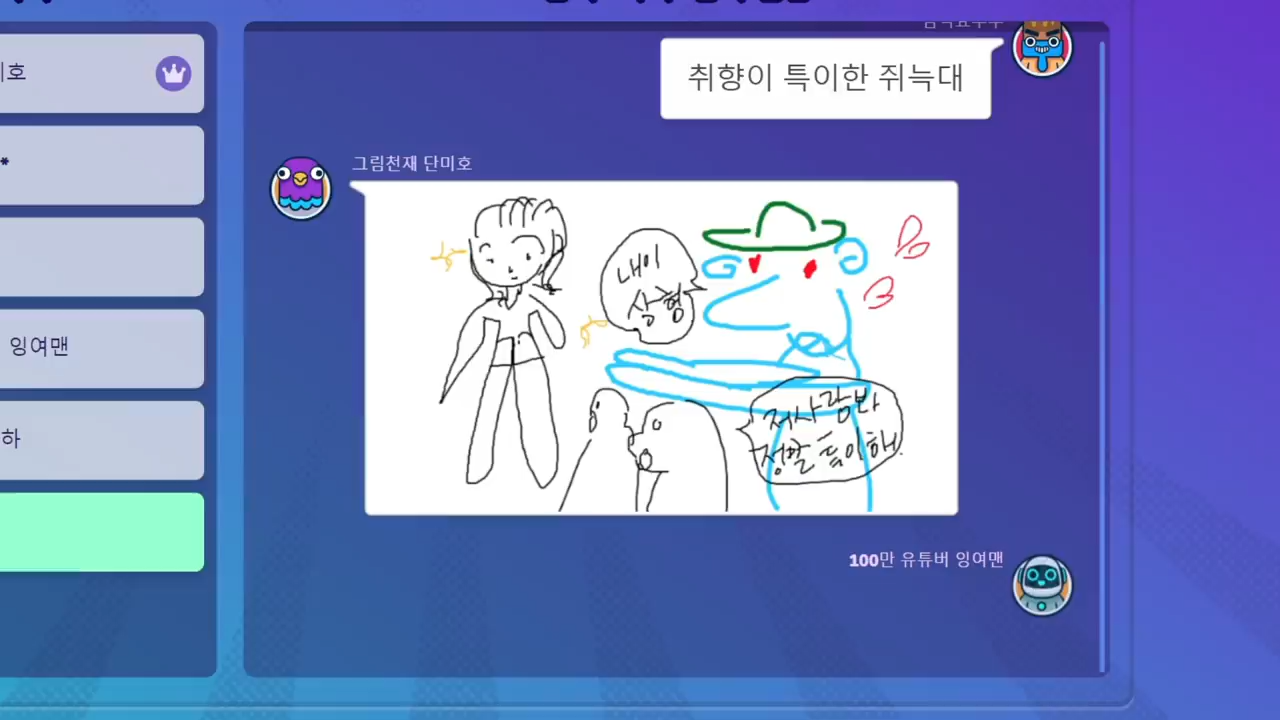 미호
취향이 특이한 쥐늑대
그림천재 단미호
내 이
상형
저 사람 봐
정말 특이해.
잉여맨
하
100만 유튜버 잉여맨